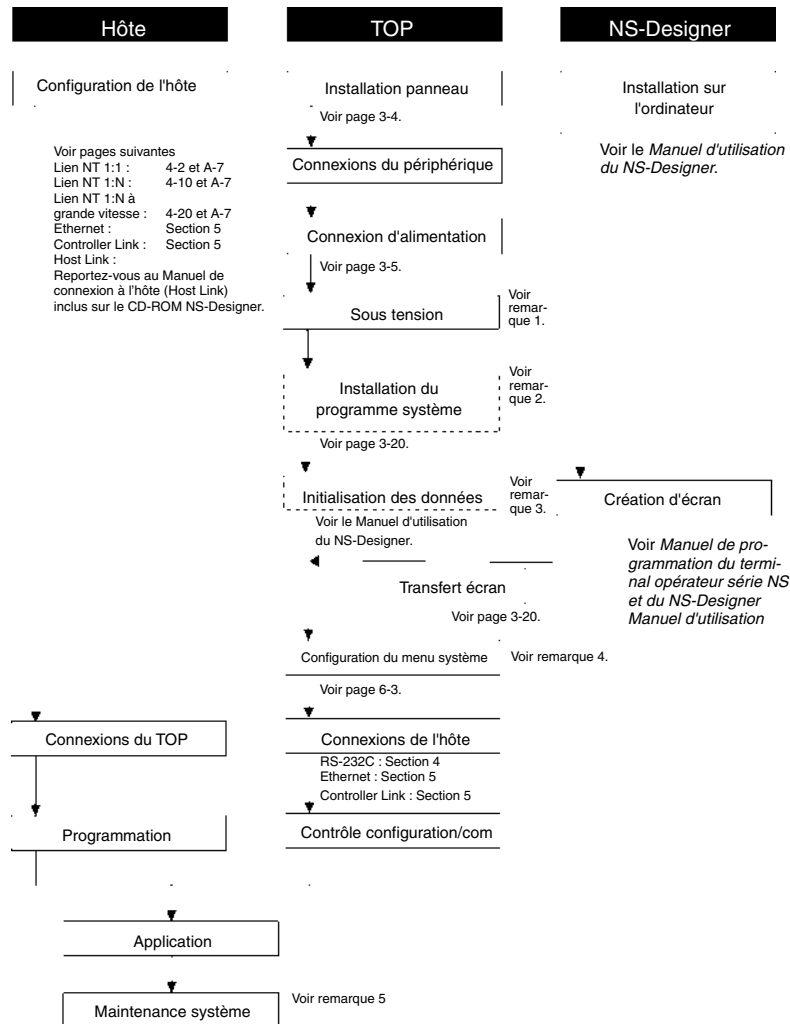 Hôte
TOP
NS-Designer
Configuration de l'hôte
Installation panneau
Installation sur
l'ordinateur
Voir page 3-4.
Voir pages suivantes
Lien NT 1:1 : 4-2 et A-7
Lien NT 1:N : 4-10 et A-7
Lien NT 1:N à
grande vitesse : 4-20 et A-7
Ethernet : Section 5
Controller Link : Section 5
Host Link :
Reportez-vous au Manuel de
connexion à l'hôte (Host Link)
inclus sur le CD-ROM NS-Designer.
Voir le Manuel d'utilisation
du NS-Designer.
Connexions du périphérique
Connexion d'alimentation
Voir page 3-5.
Sous tension
Voir
remar-
que 1.
Installation du
programme système
Voir
remar-
que 2.
Voir page 3-20.
Initialisation des données
Voir
remar-
que 3.
Création d'écran
Voir le Manuel d'utilisation
du NS-Designer.
Voir Manuel de pro-
grammation du termi-
nal opérateur série NS
et du NS-Designer
Manuel d'utilisation
Transfert écran
Voir page 3-20.
Configuration du menu système
Voir remarque 4.
Voir page 6-3.
Connexions du TOP
Connexions de l'hôte
RS-232C : Section 4
Ethernet : Section 5
Controller Link : Section 5
Programmation
Contrôle configuration/com
Application
Maintenance système
Voir remarque 5